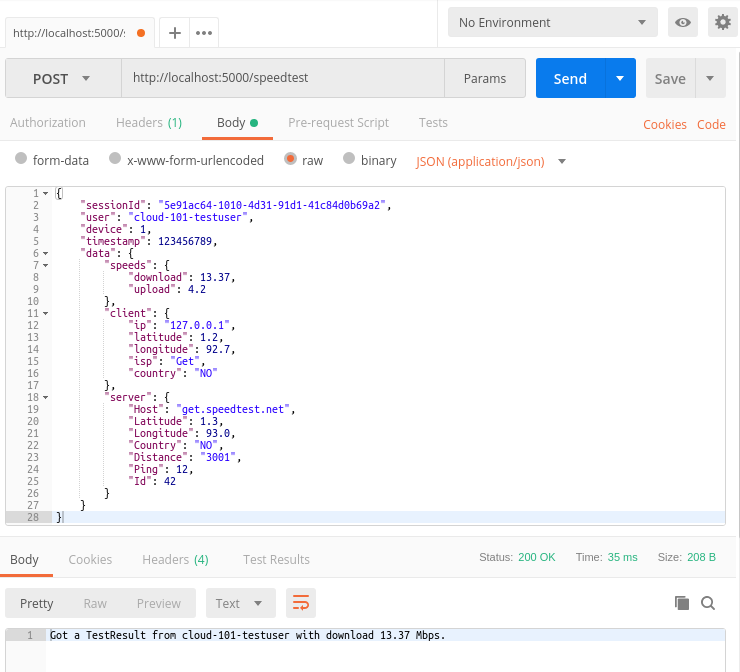 http://localhost:5000/s
No Environment
POST http://localhost:5000/speedtest Params Send Save
Authorization Headers (1) Body Pre-request Script Tests Cookies Code
form-data x-www-form-urlencoded raw binary JSON (application/json)
1 {
2 "sessionId": "5e91ac64-1010-4d31-91d1-41c84d0b69a2",
3 "user": "cloud-101-testuser",
4 "device": 1,
5 "timestamp": 123456789,
6 "data": {
7 "speeds": {
8 "download": 13.37,
9 "upload": 4.2
10 },
11 "client": {
12 "ip": "127.0.0.1",
13 "latitude": 1.2,
14 "longitude": 92.7,
15 "isp": "Get",
16 "country": "NO"
17 },
18 "server": {
19 "Host": "get.speedtest.net",
20 "Latitude": 1.3,
21 "Longitude": 93.0,
22 "Country": "NO",
23 "Distance": "3001",
24 "Ping": 12,
25 "Id": 42
26 }
27 }
28 }
Body Cookies Headers (4) Test Results Status: 200 OK Time: 35 ms Size: 208 B
Pretty Raw Preview Text
1 Got a TestResult from cloud-101-testuser with download 13.37 Mbps.